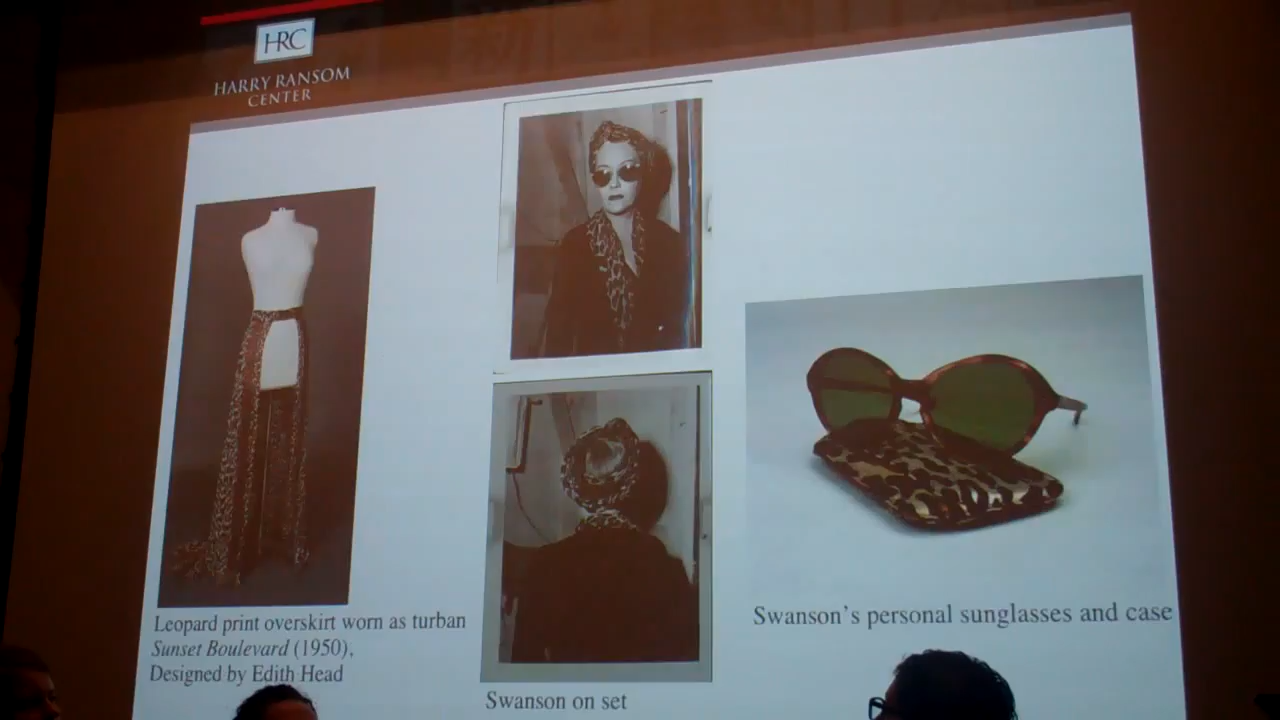 HRC
HARRY RANSOM
CENTER
Leopard print overskirt worn as turban
Sunset Boulevard (1950),
Designed by Edith Head
Swanson on set
Swanson's personal sunglasses and case